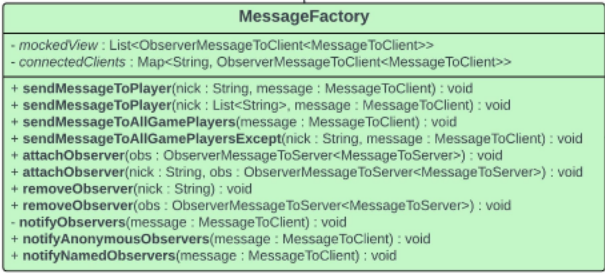 MessageFactory
- mockedView : List<ObserverMessageToClient<MessageToClient>>
- connectedClients : Map<String, ObserverMessageToClient<MessageToClient>>
+ sendMessageToPlayer(nick : String, message : MessageToClient) : void
+ sendMessageToPlayer(nick : List<String>, message : MessageToClient) : void
+ sendMessageToAllGamePlayers(message : MessageToClient) : void
+ sendMessageToAllGamePlayersExcept(nick : String, message : MessageToClient) : void
+ attachObserver(obs : ObserverMessageToServer<MessageToServer>) : void
+ attachObserver(nick : String, obs : ObserverMessageToServer<MessageToServer>) : void
+ removeObserver(nick : String) : void
+ removeObserver(obs : ObserverMessageToServer<MessageToServer>) : void
- notifyObservers(message : MessageToClient) : void
+ notifyAnonymousObservers(message : MessageToClient) : void
+ notifyNamedObservers(message : MessageToClient) : void